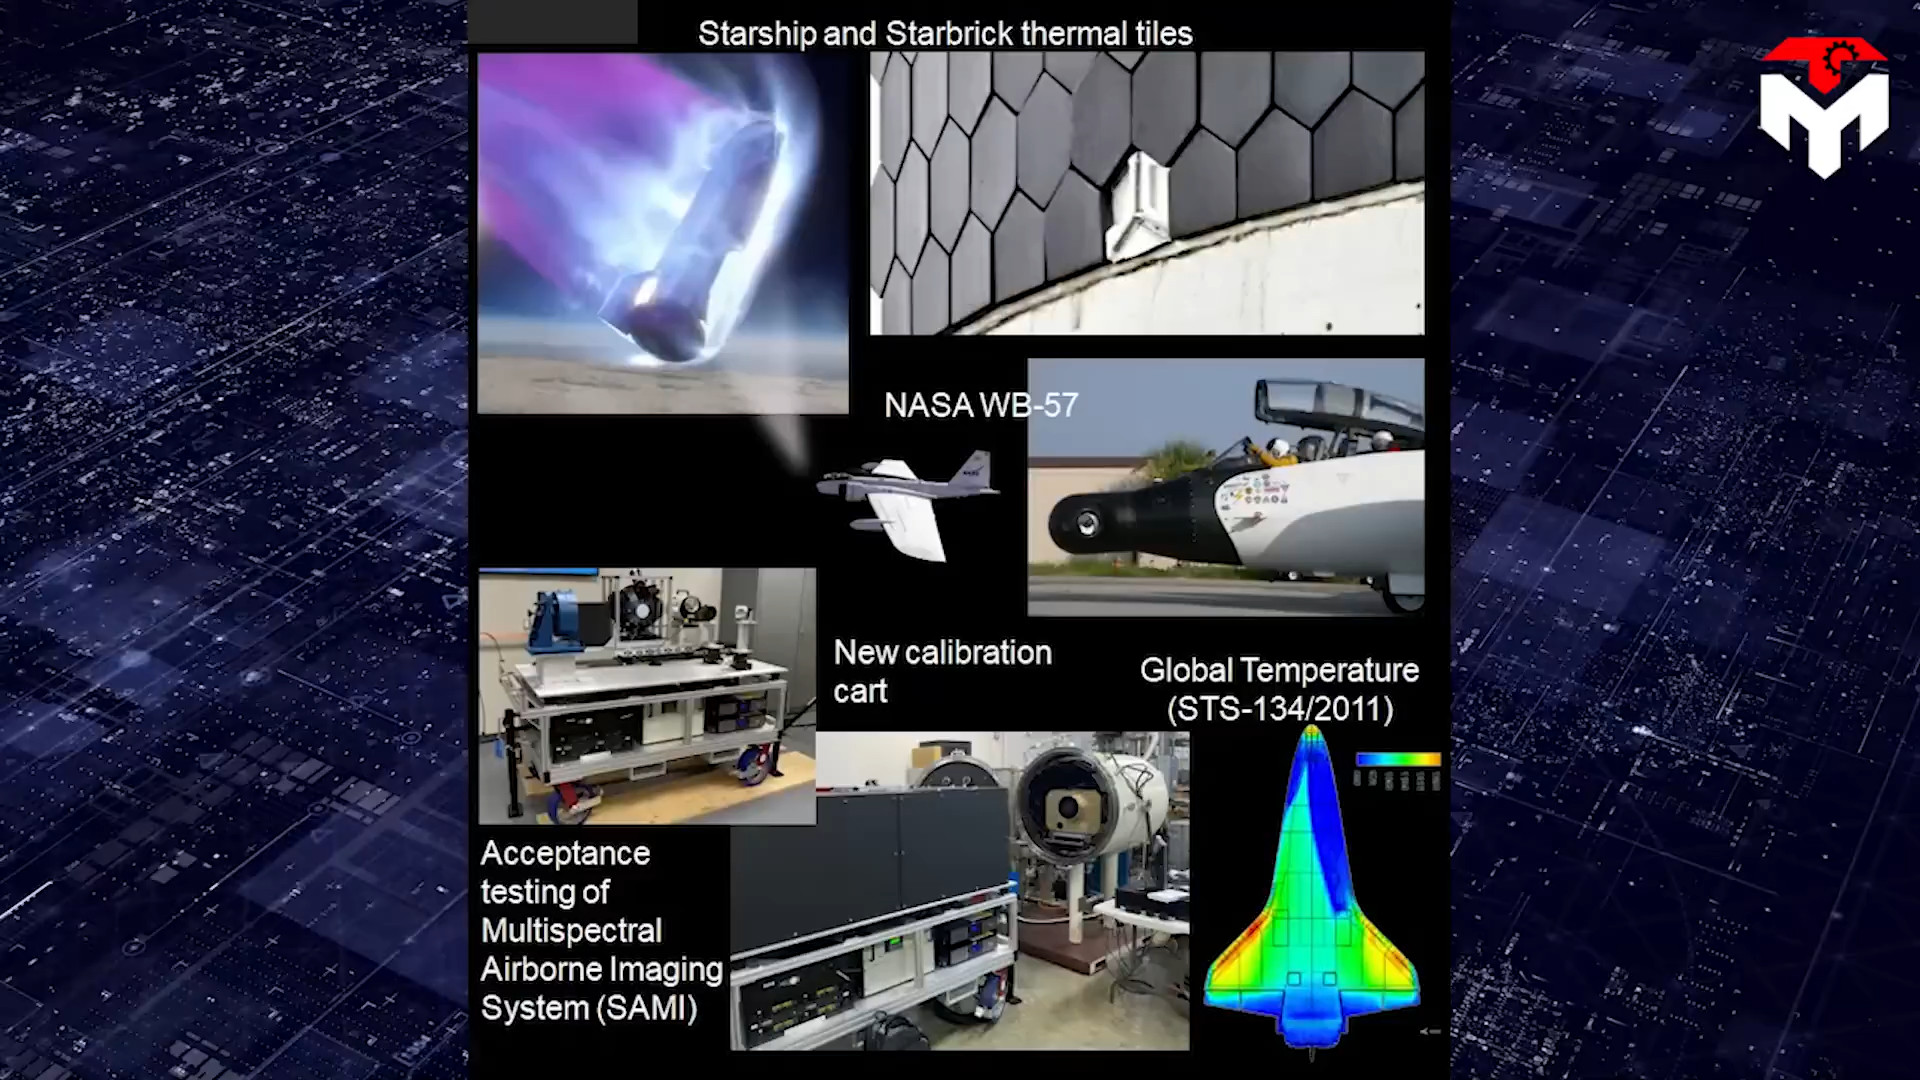 Starship and Starbrick thermal tiles
NASA WB-57
New calibration
cart
Global Temperature
(STS-134/2011)
Acceptance
testing of
Multispectral
Airborne Imaging
System (SAMI)